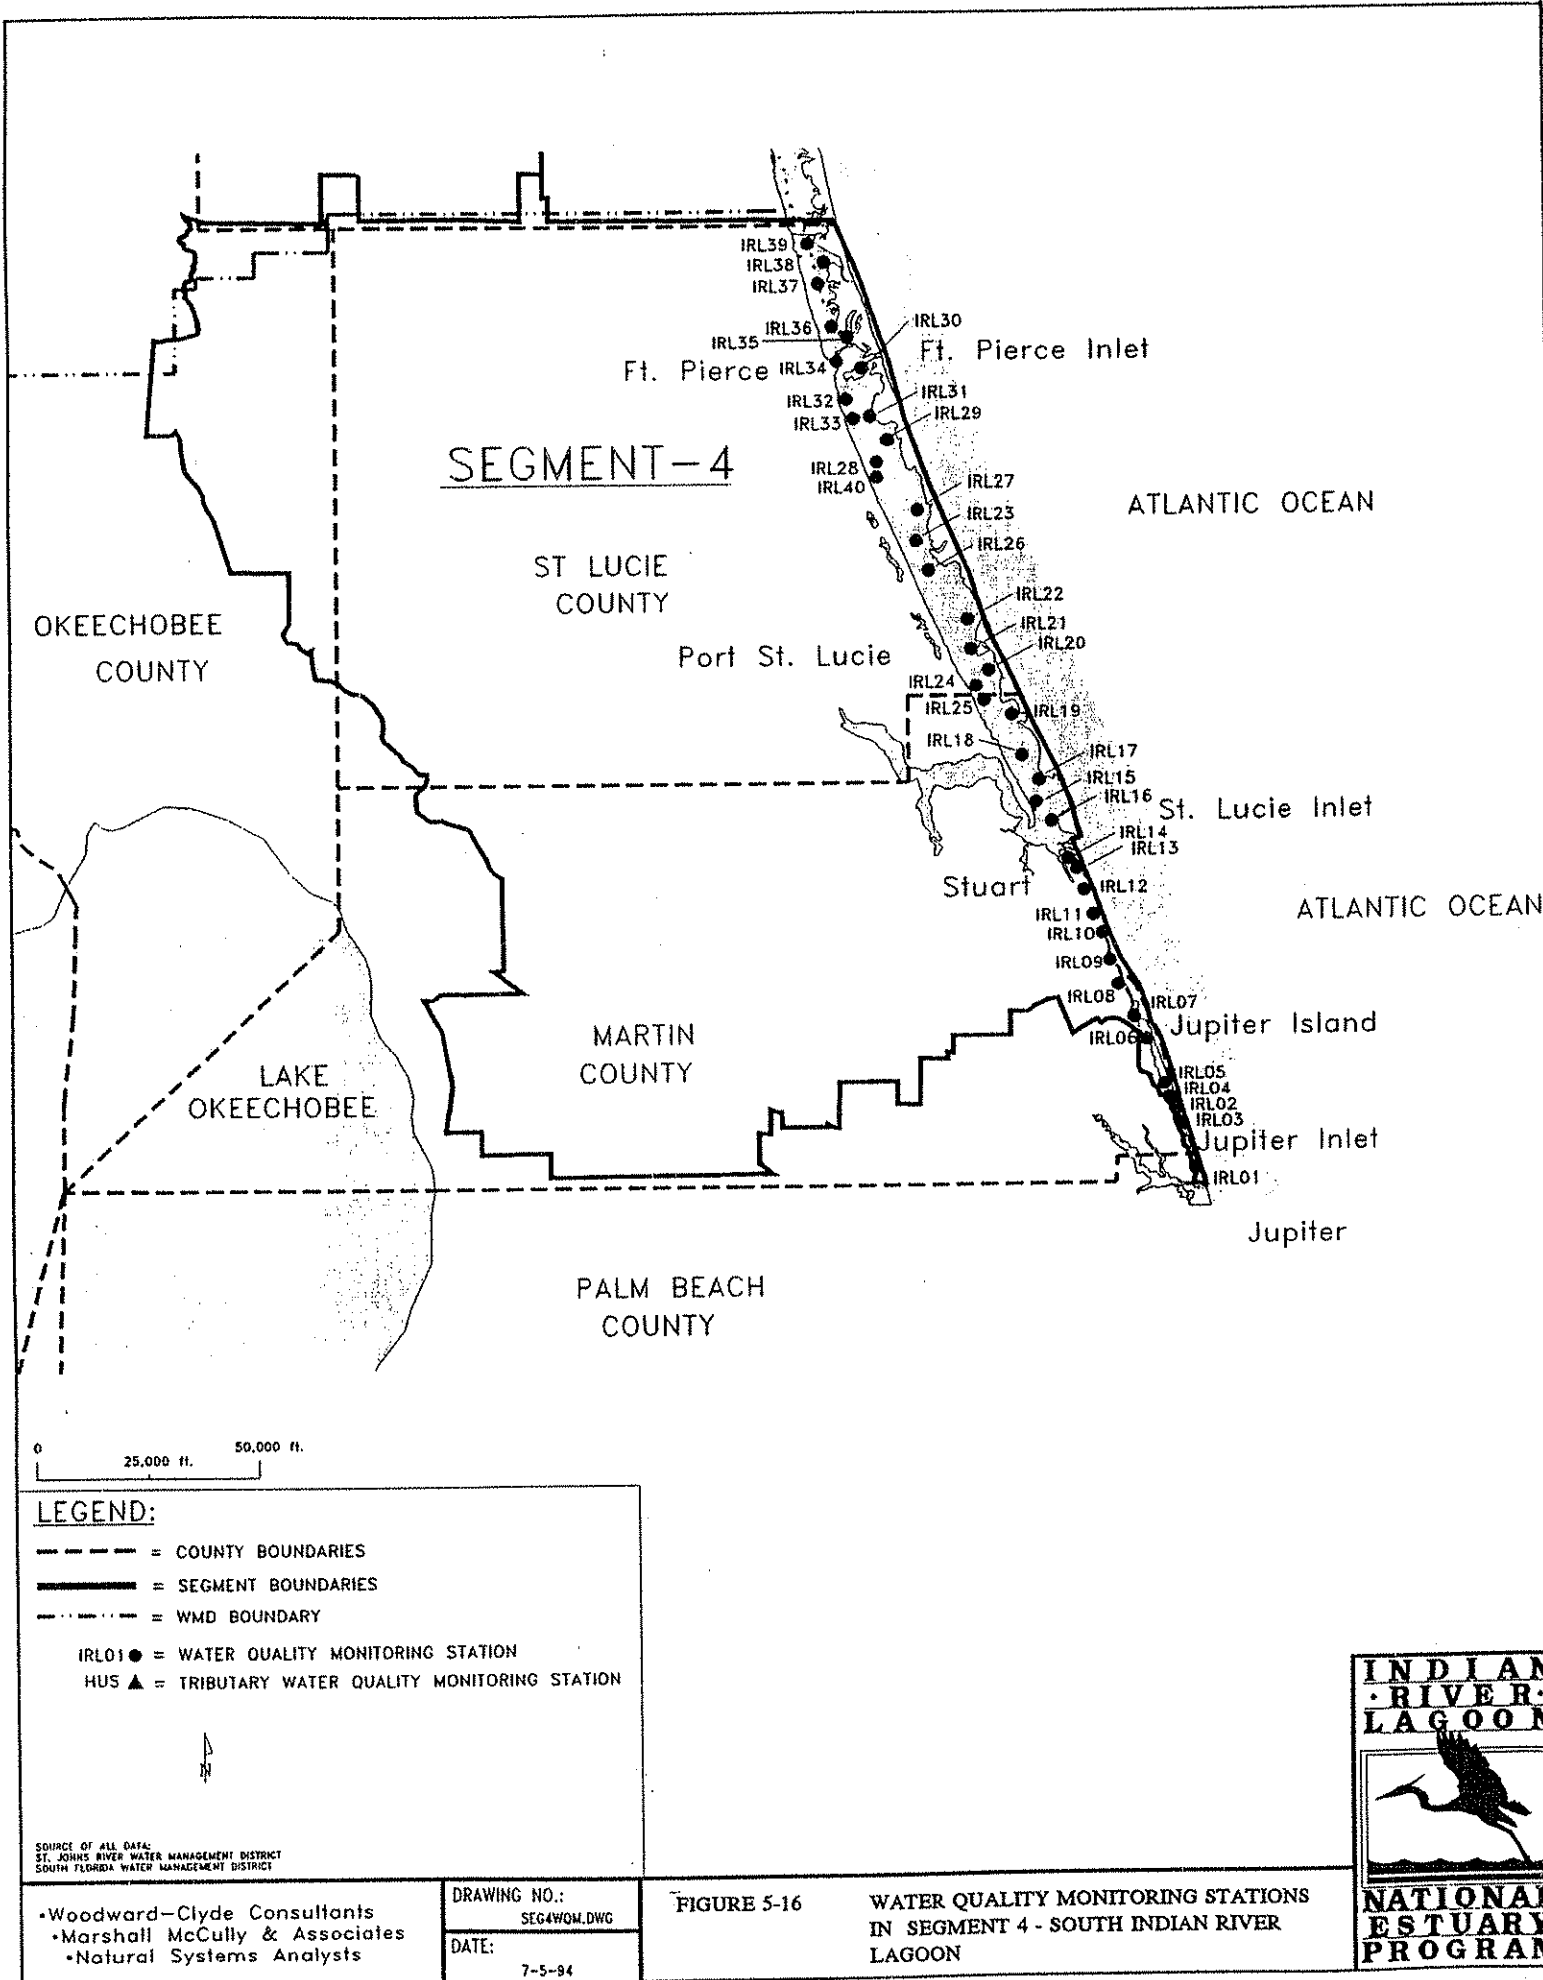 IRL39
IRL38
IRL37
IRL36
IRL35
IRL30
Ft. Pierce Inlet
Ft. Pierce
IRL34
IRL32
IRL31
IRL33
IRL29
SEGMENT-4
IRL28
IRL40
IRL27
IRL23
IRL26
ATLANTIC OCEAN
ST LUCIE
COUNTY
OKEECHOBEE
COUNTY
IRL22
IRL21
IRL20
Port St. Lucie
IRL24
IRL25
IRL19
IRL18
IRL17
IRL15
IRL16
St. Lucie Inlet
IRL14
IRL13
Stuart
IRL12
IRL11
IRL10
ATLANTIC OCEAN
IRL09
IRL08
IRL07
Jupiter Island
IRL06
MARTIN
COUNTY
LAKE
OKEECHOBEE
IRL05
IRL04
IRL02
IRL03
Jupiter Inlet
IRL01
Jupiter
PALM BEACH
COUNTY
0
25,000 ft.
50,000 ft.
LEGEND:
= COUNTY BOUNDARIES
= SEGMENT BOUNDARIES
= WMD BOUNDARY
IRL01 ● = WATER QUALITY MONITORING STATION
HUS ▲ = TRIBUTARY WATER QUALITY MONITORING STATION
N
SOURCE OF ALL DATA:
ST. JOHNS RIVER WATER MANAGEMENT DISTRICT
SOUTH FLORIDA WATER MANAGEMENT DISTRICT
•Woodward-Clyde Consultants
•Marshall McCully & Associates
•Natural Systems Analysts
DRAWING NO.:
SEG4WQM.DWG
DATE:
7-5-94
FIGURE 5-16
WATER QUALITY MONITORING STATIONS
IN SEGMENT 4 - SOUTH INDIAN RIVER
LAGOON
INDIAN
·RIVER·
LAGOON
NATIONAL
ESTUARY
PROGRAM